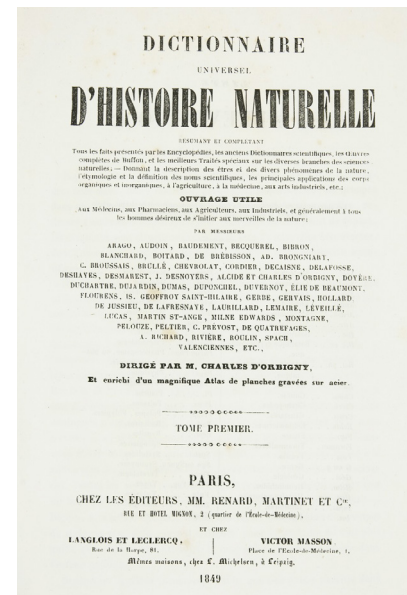 DICTIONNAIRE
UNIVERSEL
D'HISTOIRE NATURELLE
RÉSUMANT ET COMPLÉTANT
Tous les faits présentés par les Encyclopédies, les anciens Dictionnaires scientifiques, les Œuvres
complètes de Buffon, et les meilleurs Traités spéciaux sur les diverses branches des sciences
naturelles; — Donnant la description des êtres et des divers phénomènes de la nature,
l'étymologie et la définition des noms scientifiques, les principales applications des corps
organiques et inorganiques, à l'agriculture, à la médecine, aux arts industriels, etc.;
OUVRAGE UTILE
Aux Médecins, aux Pharmaciens, aux Agriculteurs, aux Industriels, et généralement à tous
les hommes désireux de s'initier aux merveilles de la nature;
PAR MESSIEURS
ARAGO, AUDOIN, BAUDEMENT, BECQUEREL, BIBRON,
BLANCHARD, BOITARD, DE BRÉBISSON, AD. BRONGNIART,
C. BROUSSAIS, BRULLÉ, CHEVROLAT, CORDIER, DECAISNE, DELAFOSSE,
DESHAYES, DESMAREST, J. DESNOYERS, ALCIDE ET CHARLES D'ORBIGNY, DOYÈRE,
DUCHARTRE, DUJARDIN, DUMAS, DUPONCHEL, DUVERNOY, ÉLIE DE BEAUMONT,
FLOURENS, IS. GEOFFROY SAINT-HILAIRE, GERBE, GERVAIS, HOLLARD,
DE JUSSIEU, DE LAFRESNAYE, LAURILLARD, LEMAIRE, LÉVEILLÉ,
LUCAS, MARTIN ST-ANGE, MILNE EDWARDS, MONTAGNE,
PELOUZE, PELTIER, C. PRÉVOST, DE QUATREFAGES,
A. RICHARD, RIVIÈRE, ROULIN, SPACH,
VALENCIENNES, ETC.,
DIRIGÉ PAR M. CHARLES D'ORBIGNY,
Et enrichi d'un magnifique Atlas de planches gravées sur acier.
TOME PREMIER.
PARIS,
CHEZ LES ÉDITEURS, MM. RENARD, MARTINET ET Cie,
RUE ET HOTEL MIGNON, 2 (quartier de l'École-de-Médecine),
ET CHEZ
LANGLOIS ET LECLERCQ, VICTOR MASSON
Rue de la Harpe, 81. Place de l'École-de-Médecine, 1.
Mêmes maisons, chez L. Michelsen, à Leipzig.
1849